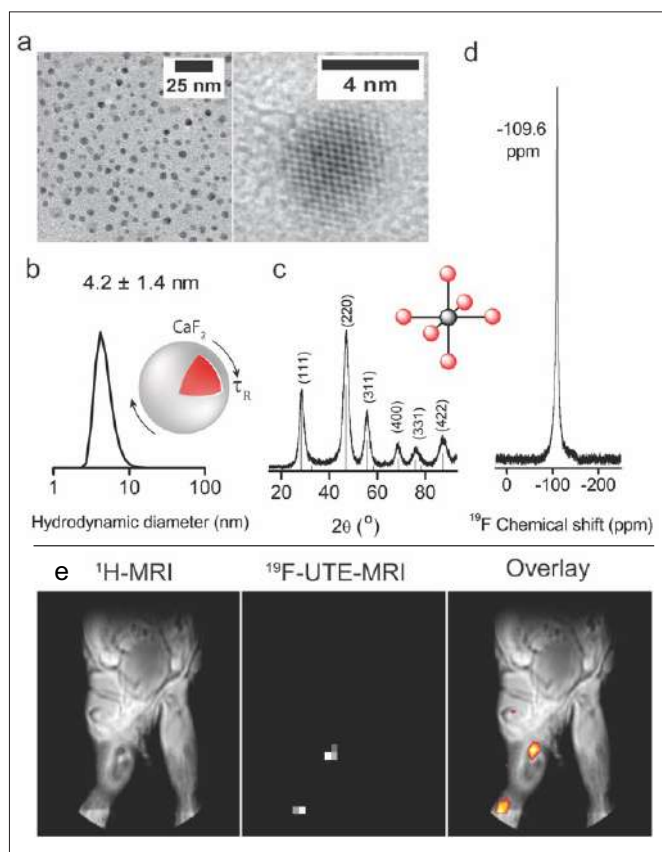 a
25 nm
4 nm
d
-109.6
ppm
b
4.2 ± 1.4 nm
CaF₂
τR
1 10 100
Hydrodynamic diameter (nm)
c
(111)
(220)
(311)
(400)
(331)
(422)
20 40 60 80
2θ (°)
0 -100 -200
¹⁹F Chemical shift (ppm)
e
¹H-MRI
¹⁹F-UTE-MRI
Overlay